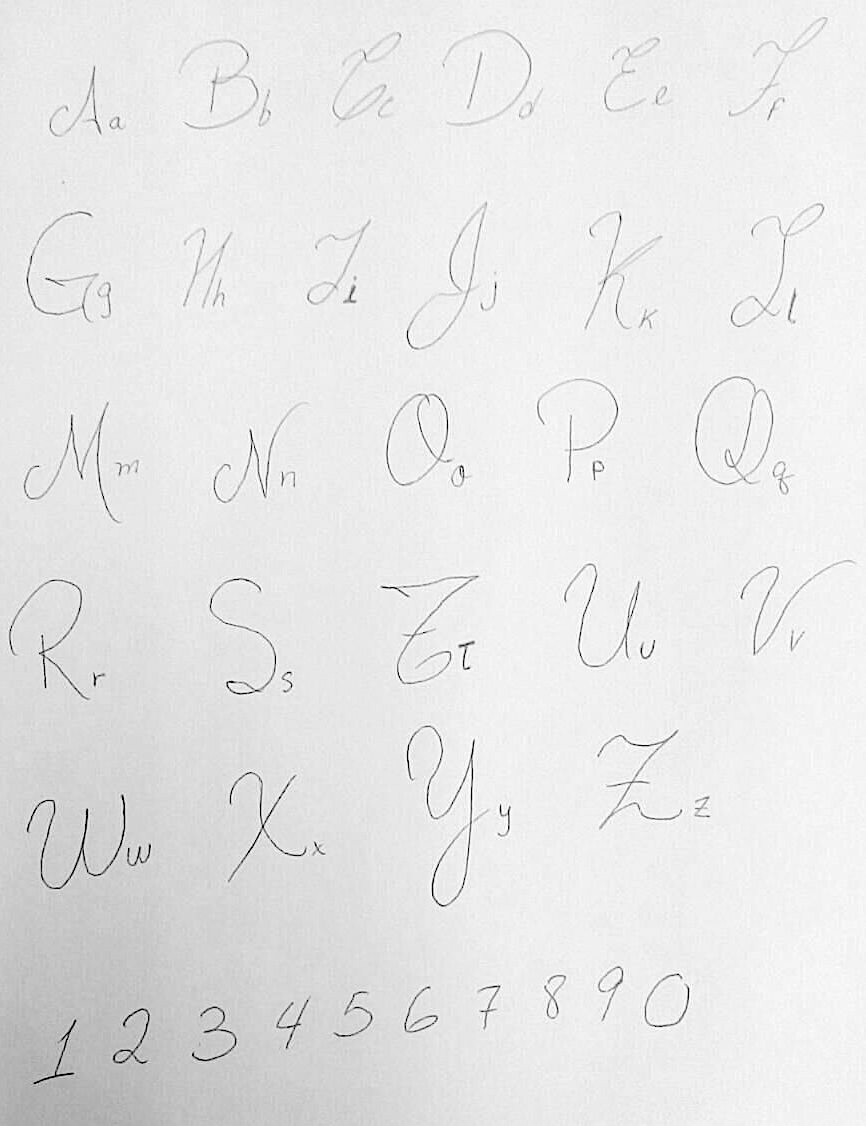 Aa Bb Cc Dd Ee Ff
Gg Hh Ii Jj Kk Ll
Mm Nn Oo Pp Qq
Rr Ss Tt Uu Vv
Ww Xx Yy Zz
1 2 3 4 5 6 7 8 9 0